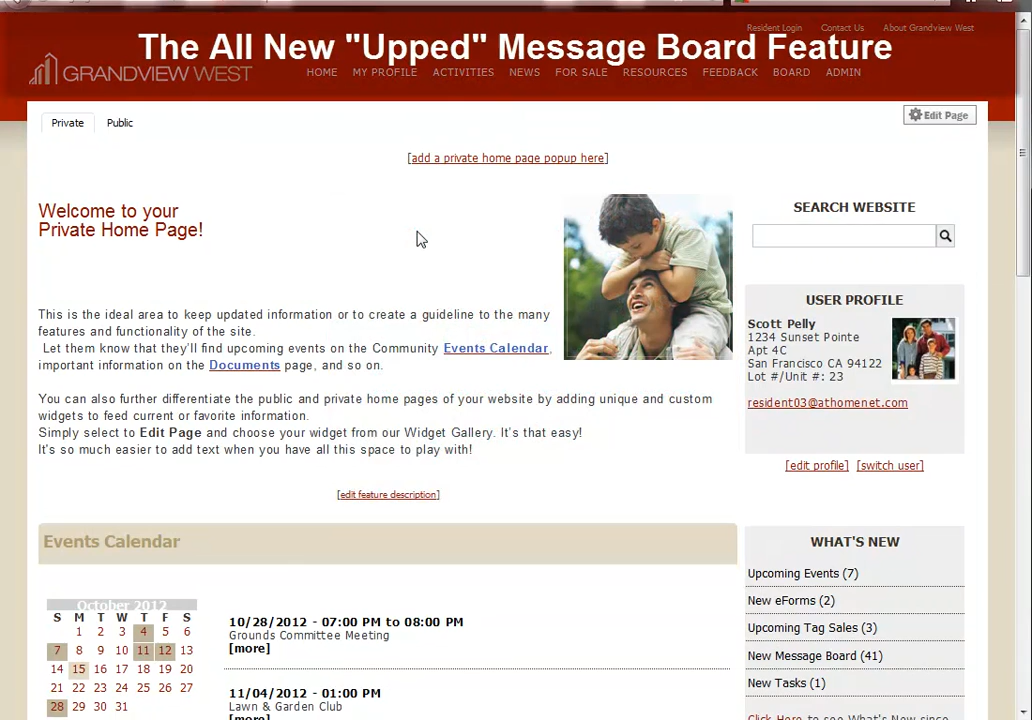 Resident Login Contact Us About Grandview West
The All New "Upped" Message Board Feature
GRANDVIEW WEST
HOME MY PROFILE ACTIVITIES NEWS FOR SALE RESOURCES FEEDBACK BOARD ADMIN
Private Public
Edit Page
[add a private home page popup here]
Welcome to your
Private Home Page!
This is the ideal area to keep updated information or to create a guideline to the many
features and functionality of the site.
Let them know that they'll find upcoming events on the Community Events Calendar,
important information on the Documents page, and so on.
You can also further differentiate the public and private home pages of your website by adding unique and custom
widgets to feed current or favorite information.
Simply select to Edit Page and choose your widget from our Widget Gallery. It's that easy!
It's so much easier to add text when you have all this space to play with!
[edit feature description]
SEARCH WEBSITE
USER PROFILE
Scott Pelly
1234 Sunset Pointe
Apt 4C
San Francisco CA 94122
Lot #/Unit #: 23
resident03@athomenet.com
[edit profile] [switch user]
Events Calendar
October 2012
S M T W T F S
1 2 3 4 5 6
7 8 9 10 11 12 13
14 15 16 17 18 19 20
21 22 23 24 25 26 27
28 29 30 31
10/28/2012 - 07:00 PM to 08:00 PM
Grounds Committee Meeting
[more]
11/04/2012 - 01:00 PM
Lawn & Garden Club
[more]
WHAT'S NEW
Upcoming Events (7)
New eForms (2)
Upcoming Tag Sales (3)
New Message Board (41)
New Tasks (1)
Click Here to see What's New since